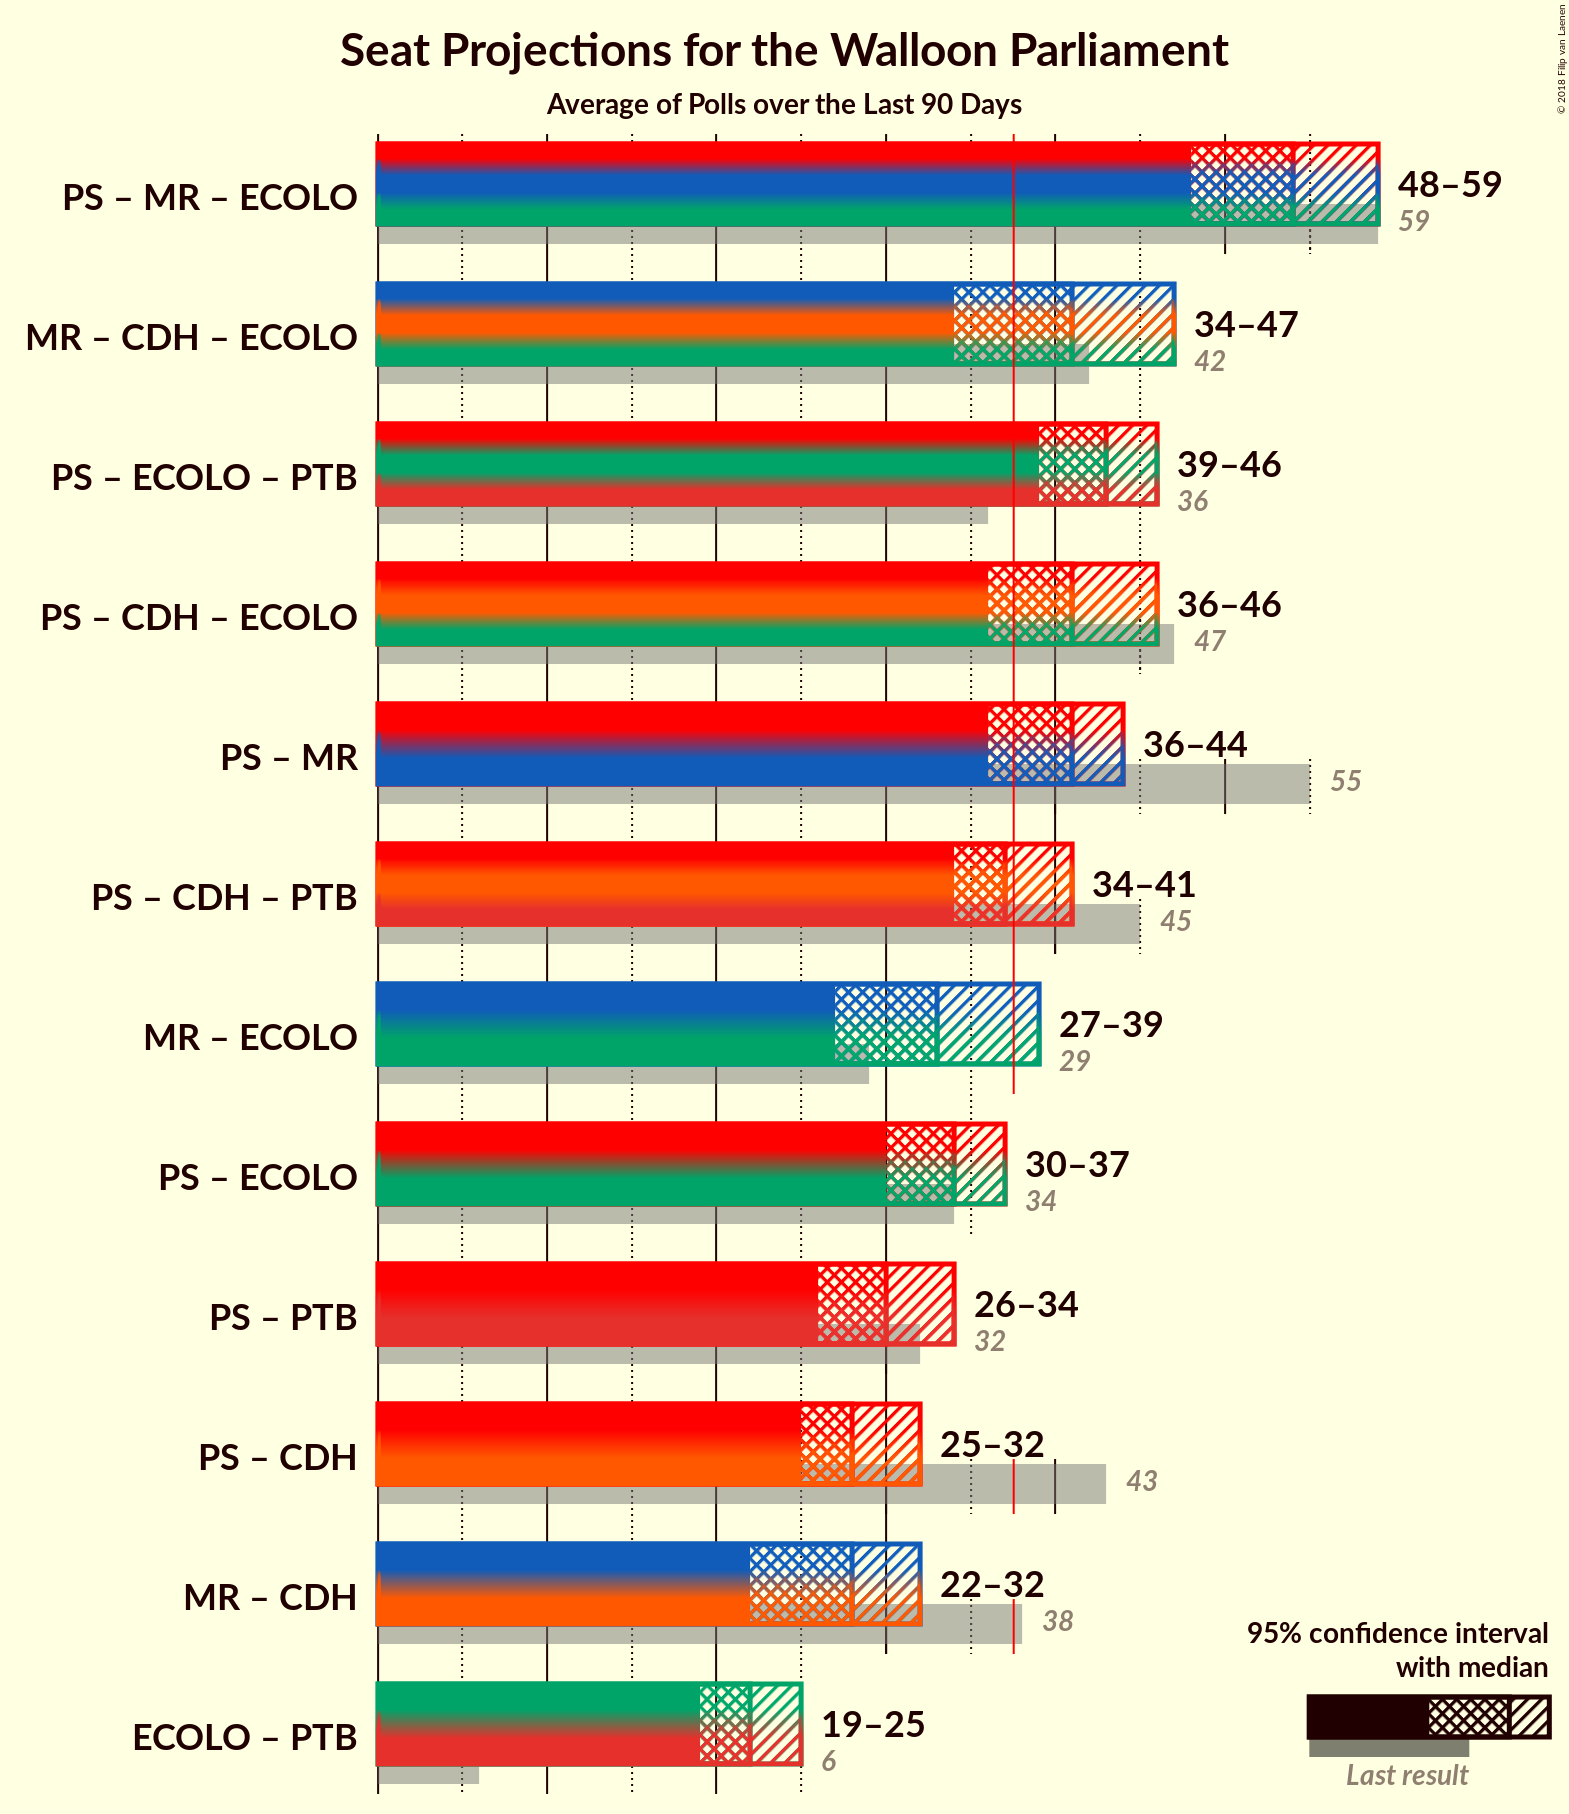 Seat Projections for the Walloon Parliament
Average of Polls over the Last 90 Days
© 2018 Filip van Laenen
PS – MR – ECOLO
48–59
59
MR – CDH – ECOLO
34–47
42
PS – ECOLO – PTB
39–46
36
PS – CDH – ECOLO
36–46
47
PS – MR
36–44
55
PS – CDH – PTB
34–41
45
MR – ECOLO
27–39
29
PS – ECOLO
30–37
34
PS – PTB
26–34
32
PS – CDH
25–32
43
MR – CDH
22–32
38
ECOLO – PTB
19–25
6
95% confidence interval
with median
Last result